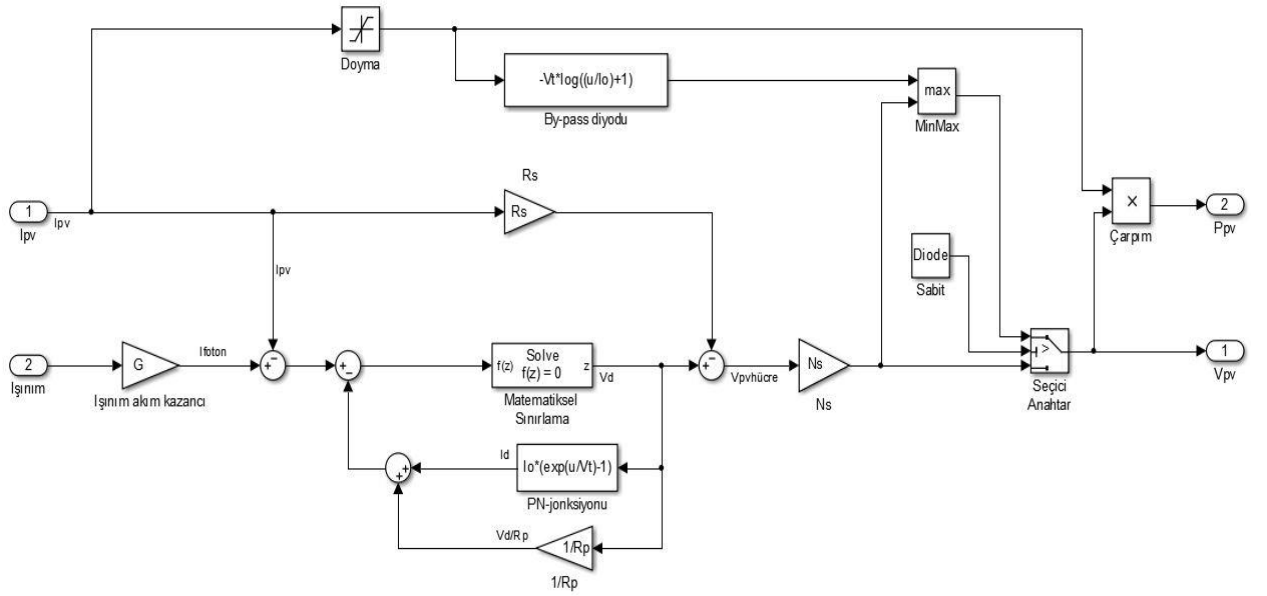 Doyma
-Vt*log((u/Io)+1)
By-pass diyodu
max
MinMax
Rs
Rs
1
Ipv
Ipv
Ipv
×
Çarpım
2
Ppv
Diode
Sabit
2
Işınım
G
Işınım akım kazancı
Ifoton
f(z)
Solve
f(z) = 0
z
Vd
Matematiksel
Sınırlama
Vpvhücre
Ns
Ns
>
Seçici
Anahtar
1
Vpv
Id
Io*(exp(u/Vt)-1)
PN-jonksiyonu
Vd/Rp
1/Rp
1/Rp